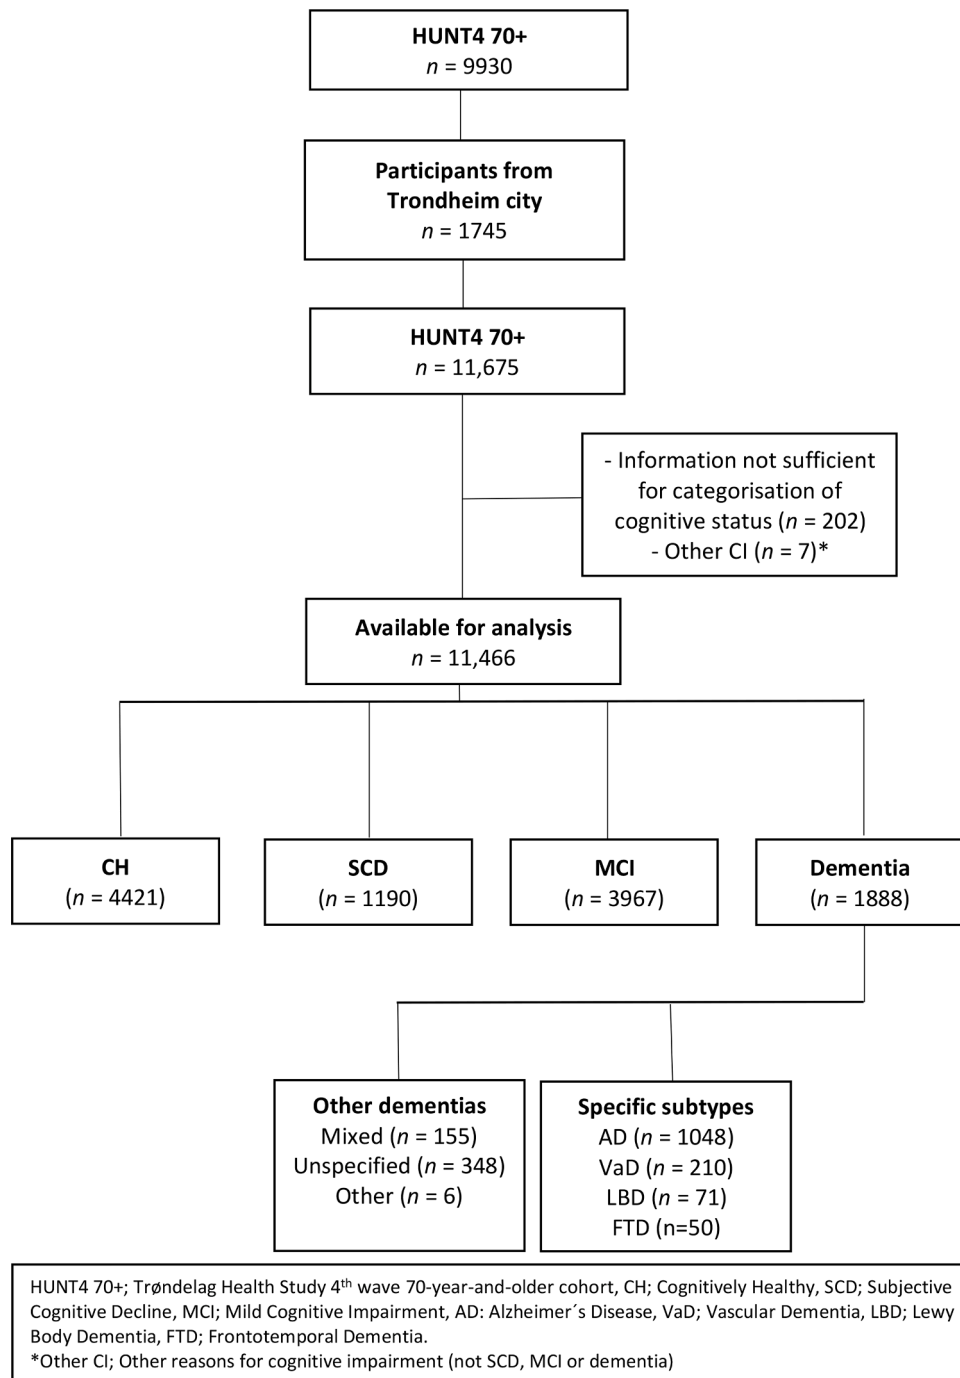 HUNT4 70+
n = 9930
Participants from
Trondheim city
n = 1745
HUNT4 70+
n = 11,675
- Information not sufficient
for categorisation of
cognitive status (n = 202)
- Other CI (n = 7)*
Available for analysis
n = 11,466
CH
(n = 4421)
SCD
(n = 1190)
MCI
(n = 3967)
Dementia
(n = 1888)
Other dementias
Mixed (n = 155)
Unspecified (n = 348)
Other (n = 6)
Specific subtypes
AD (n = 1048)
VaD (n = 210)
LBD (n = 71)
FTD (n=50)
HUNT4 70+; Trøndelag Health Study 4th wave 70-year-and-older cohort, CH; Cognitively Healthy, SCD; Subjective
Cognitive Decline, MCI; Mild Cognitive Impairment, AD: Alzheimer´s Disease, VaD; Vascular Dementia, LBD; Lewy
Body Dementia, FTD; Frontotemporal Dementia.
*Other CI; Other reasons for cognitive impairment (not SCD, MCI or dementia)